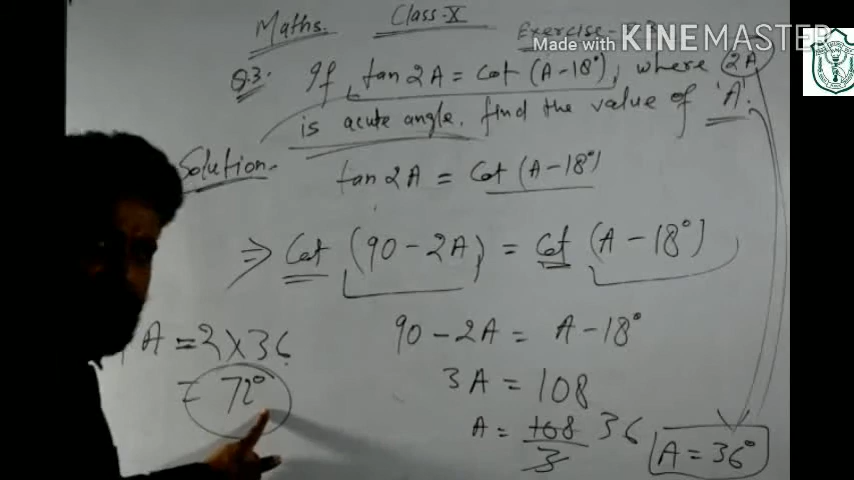 Maths. Class-X Exercise-
Made with KINEMASTER
Q.3. If tan 2A = Cot (A - 18°), where 2A
is acute angle. find the value of 'A'.
Solution.
tan 2A = Cot (A - 18°)
⇒ Cot (90 - 2A) = Cot (A - 18°)
90 - 2A = A - 18°
3A = 108
A = 108/3 36
A = 36°
A = 2 × 36
= 72°